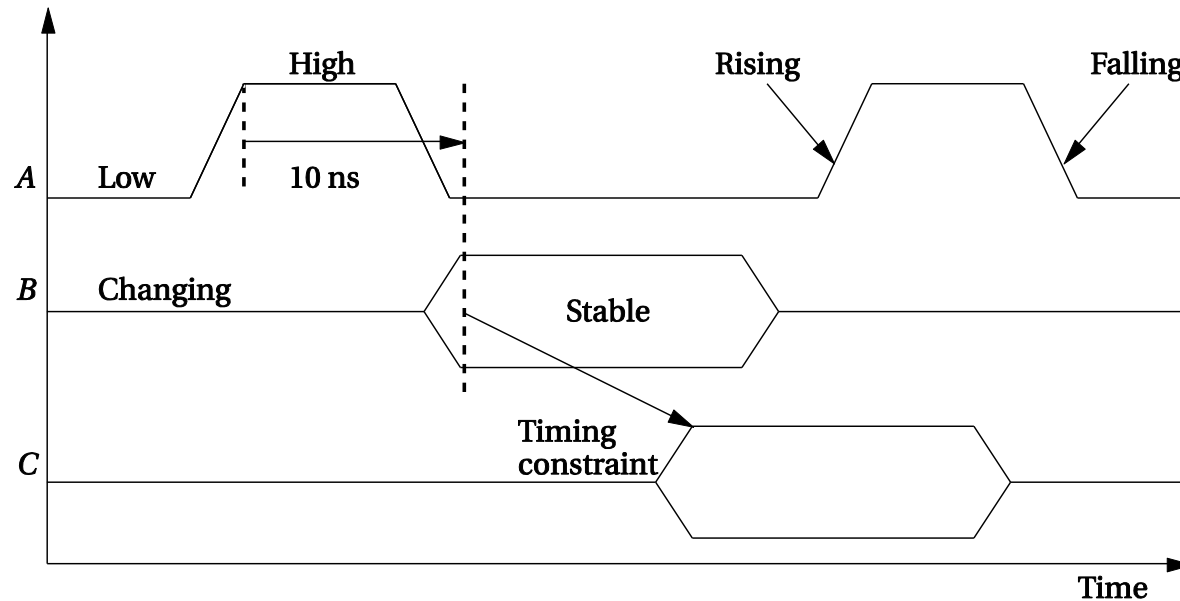 High
Rising
Falling
A
Low
10 ns
B
Changing
Stable
Timing
constraint
C
Time